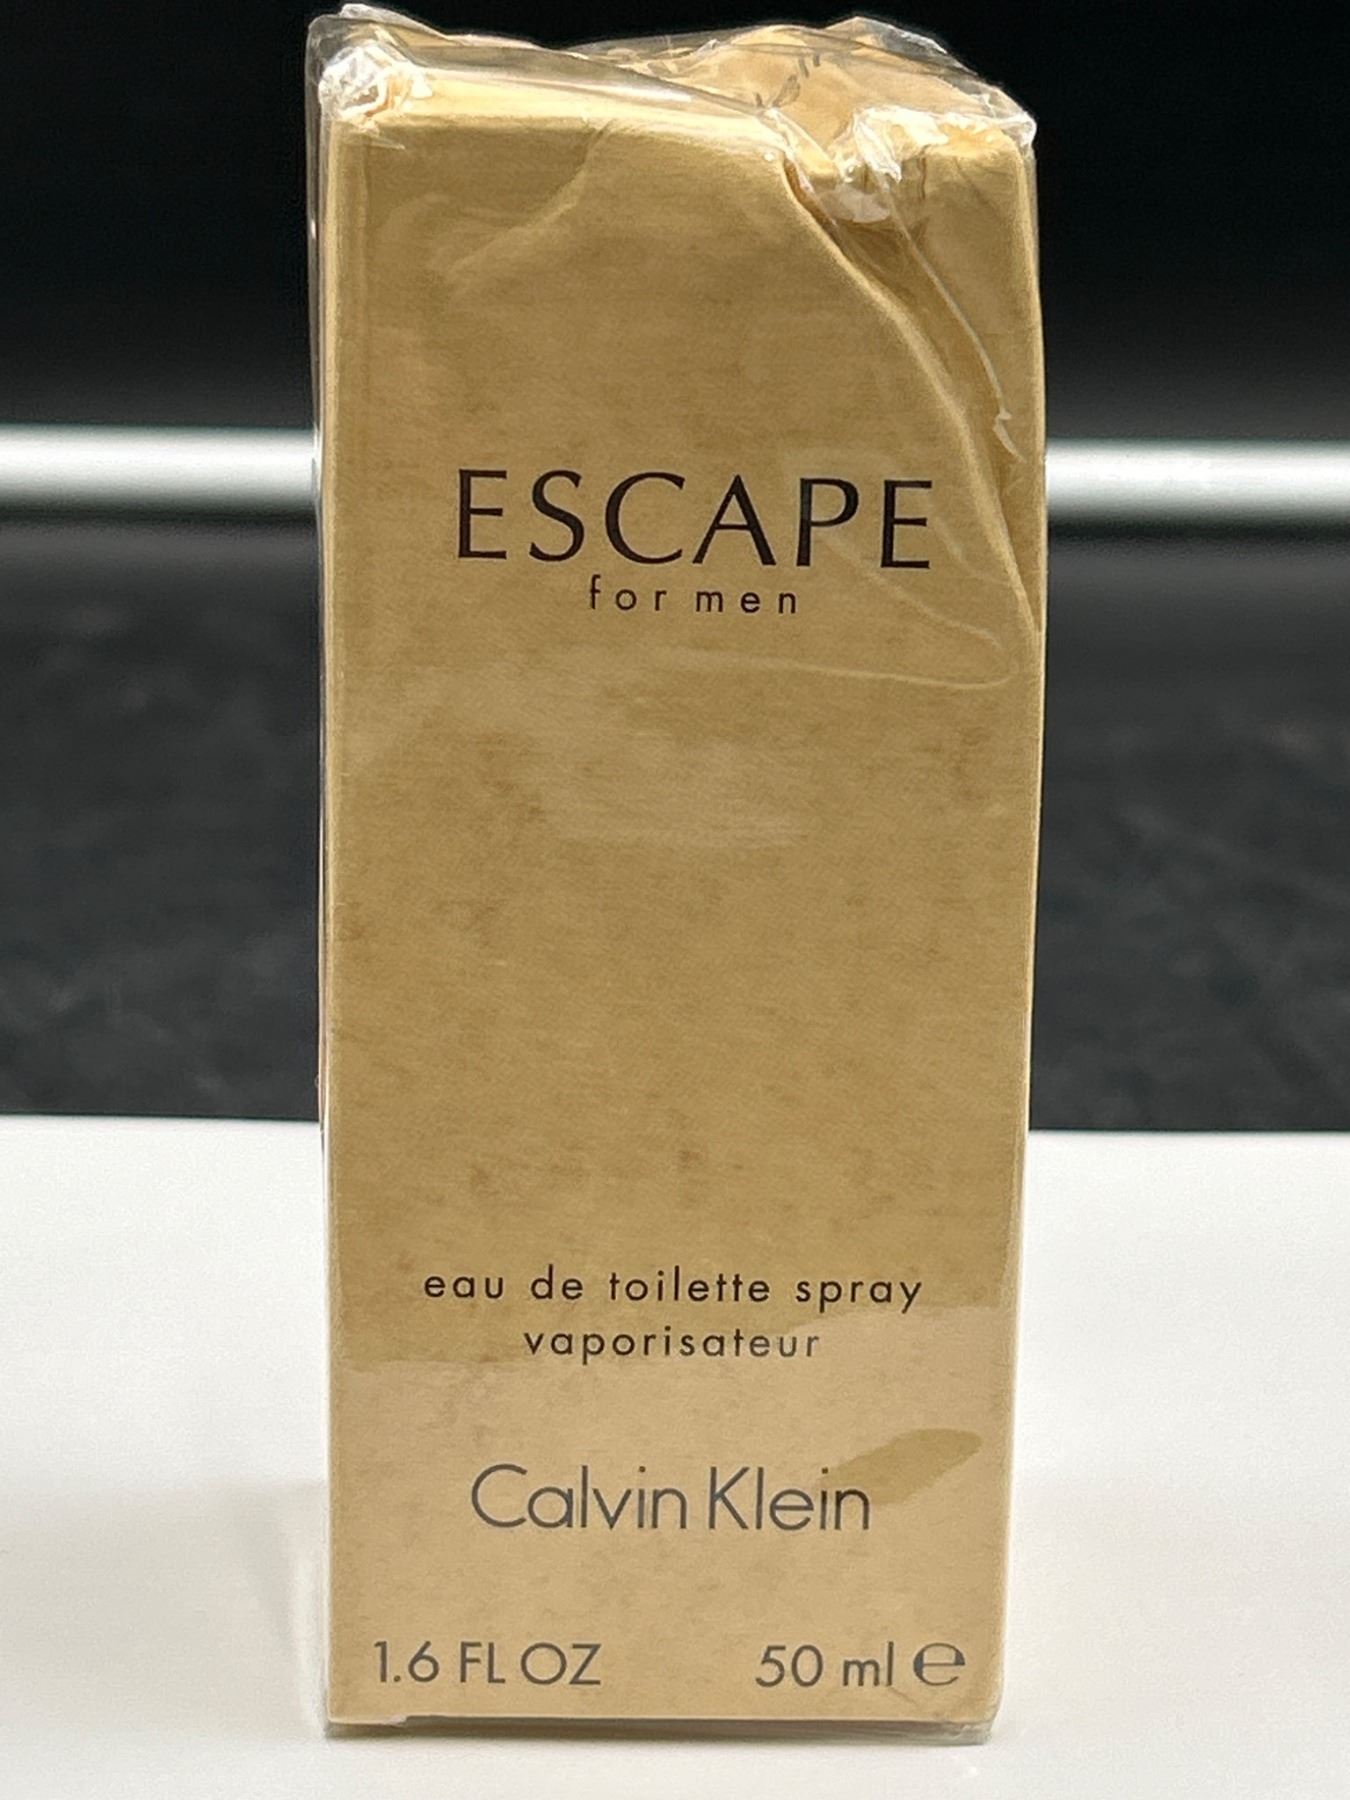 ESCAPE
for men
eau de toilette spray
vaporisateur
Calvin Klein
1.6 FL OZ 50 ml ℮